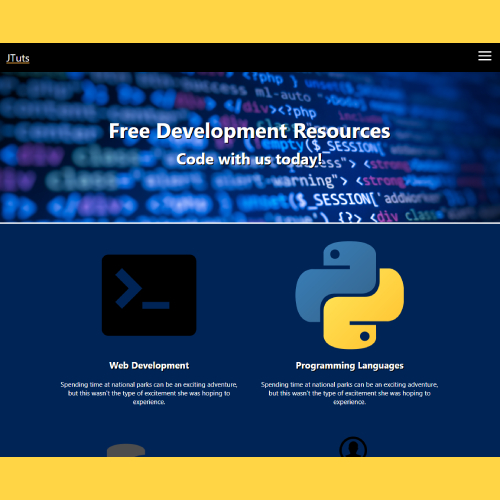 JTuts
Free Development Resources
Code with us today!
Web Development
Spending time at national parks can be an exciting adventure,
but this wasn't the type of excitement she was hoping to
experience.
Programming Languages
Spending time at national parks can be an exciting adventure,
but this wasn't the type of excitement she was hoping to
experience.